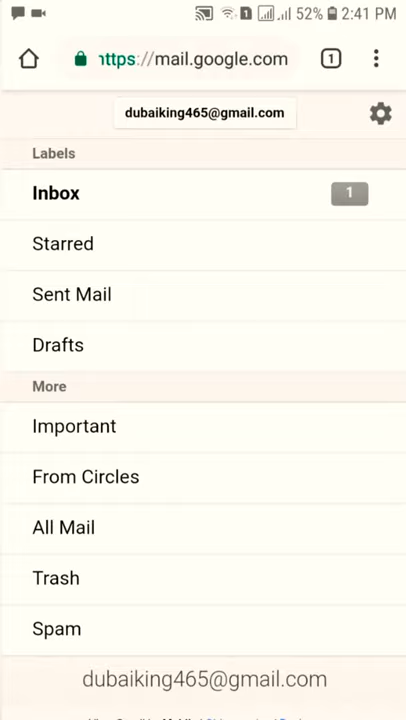 52% 2:41 PM
https://mail.google.com
1
dubaiking465@gmail.com
Labels
Inbox
1
Starred
Sent Mail
Drafts
More
Important
From Circles
All Mail
Trash
Spam
dubaiking465@gmail.com